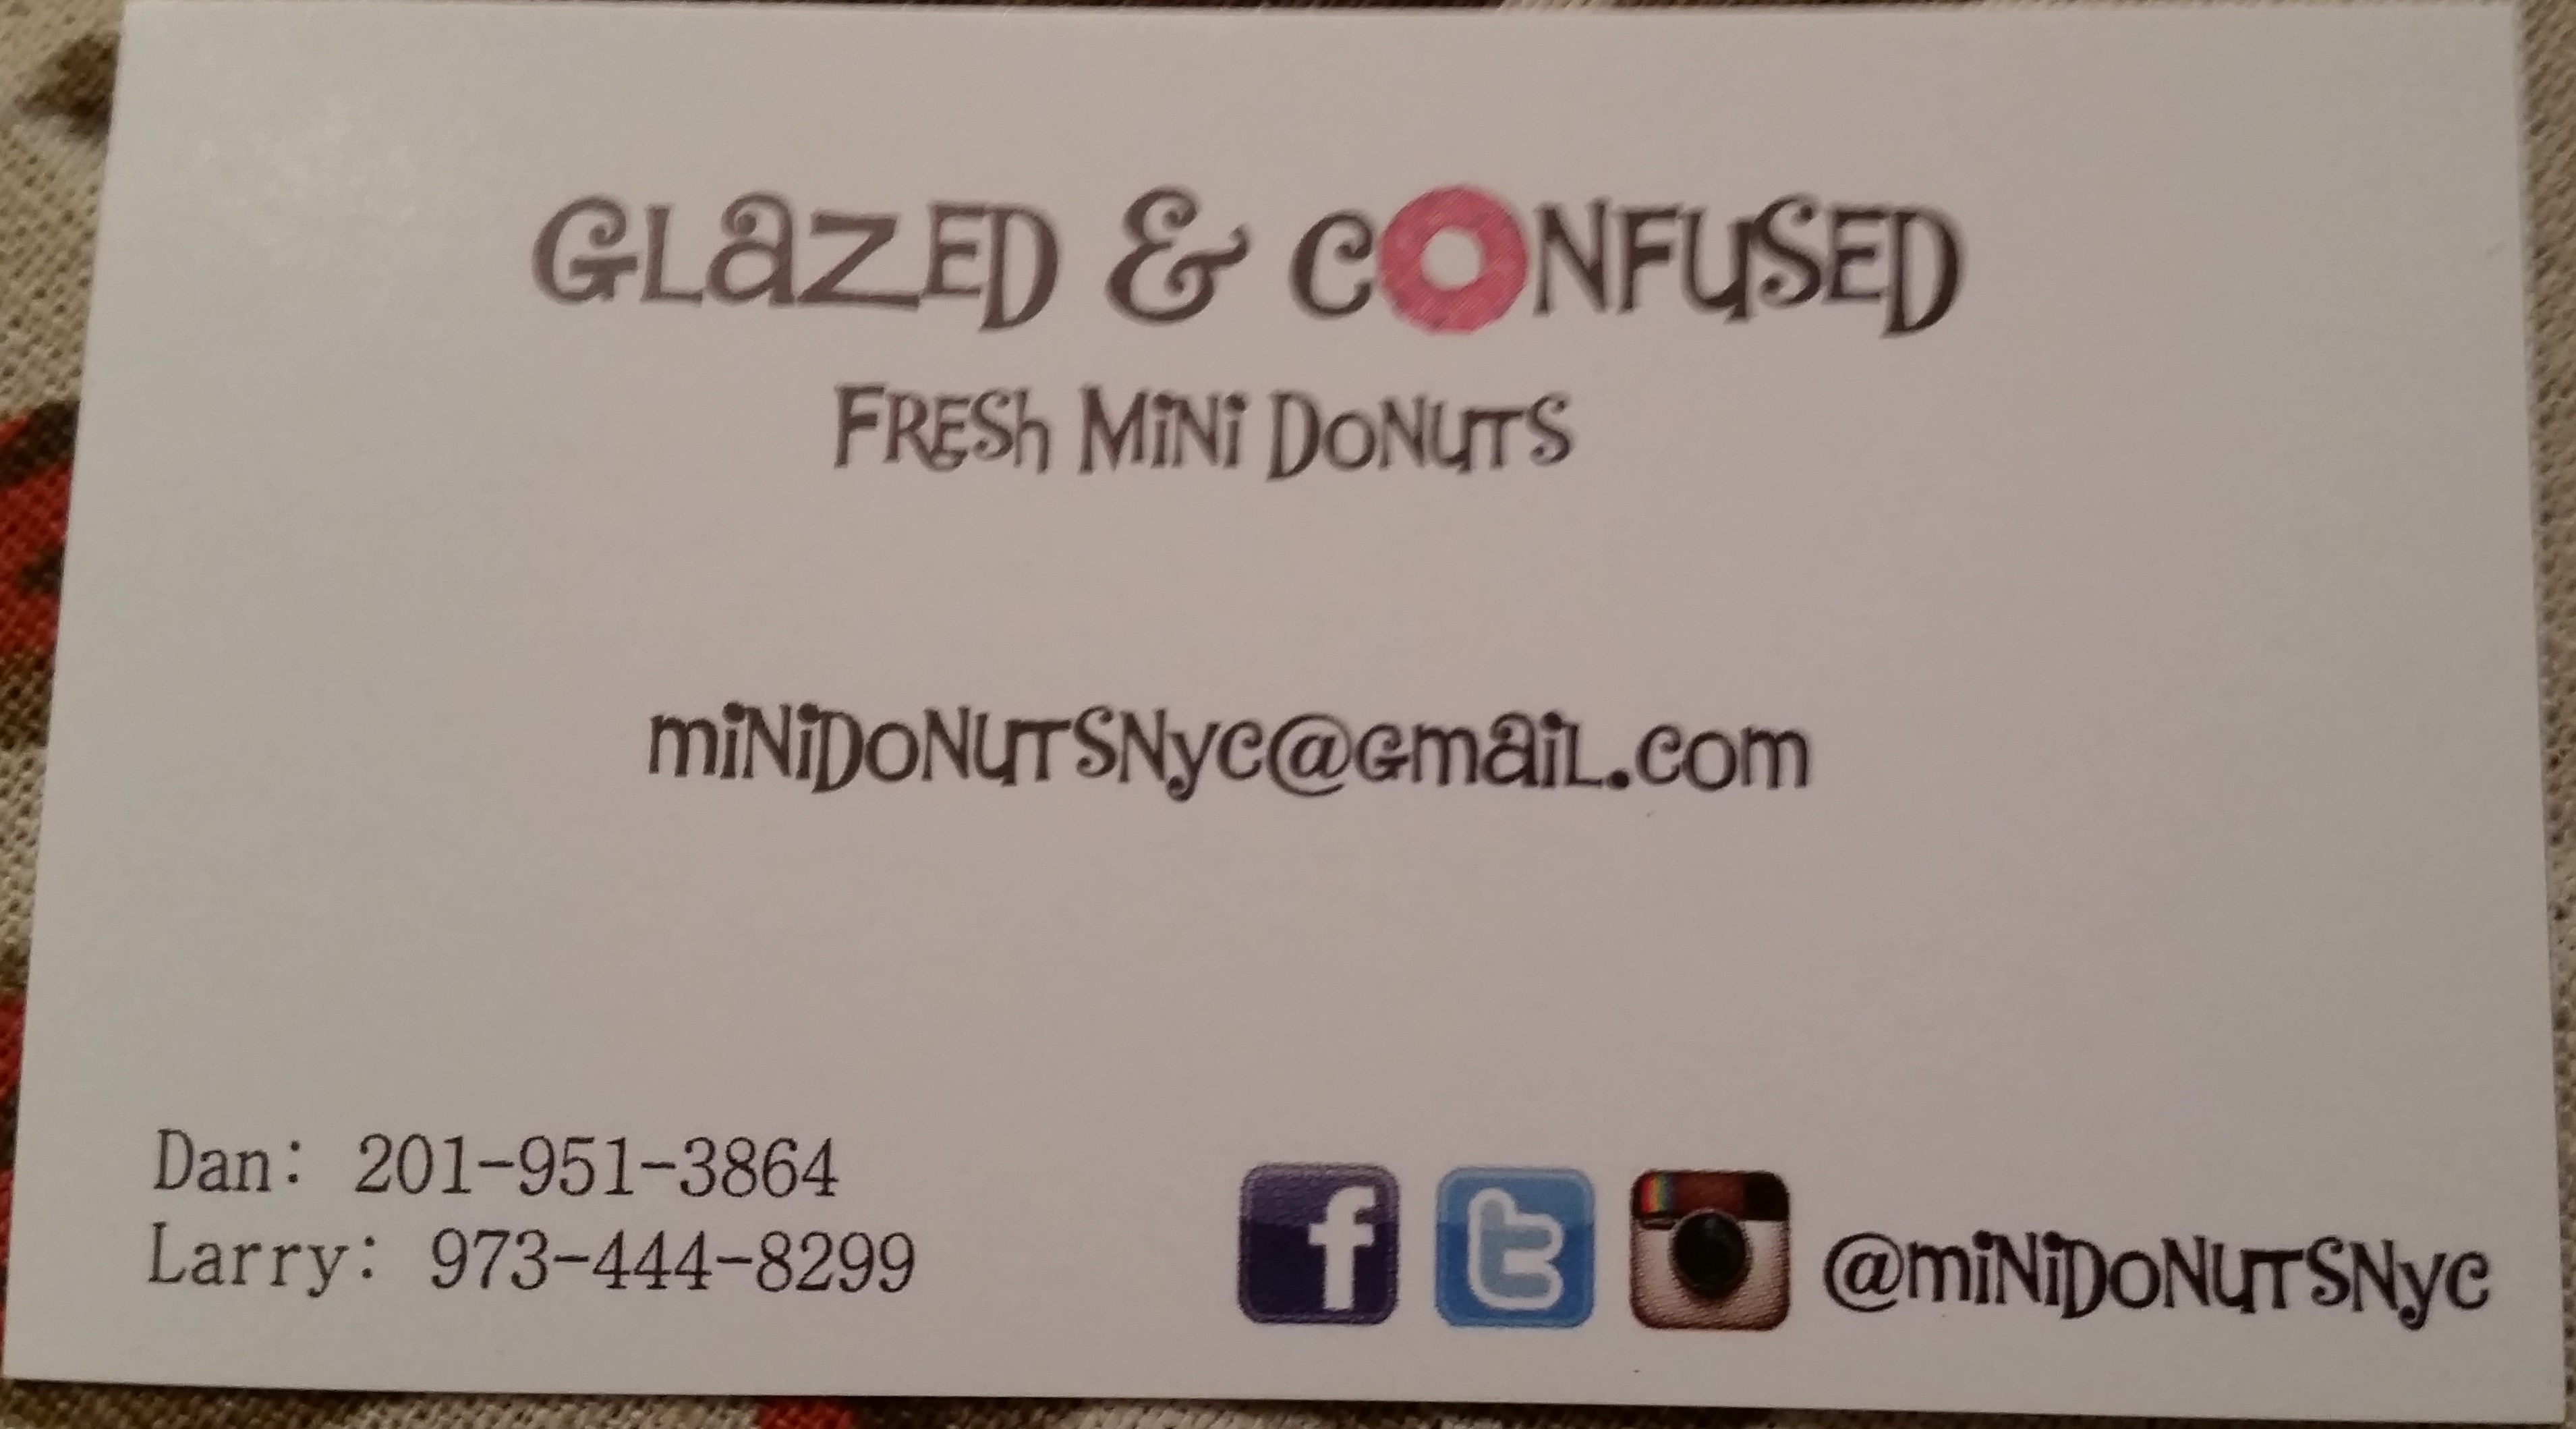 GLaZED & CONFUSED
FRESh MiNi DoNUTS
miNiDoNUTSNyc@Gmail.com
Dan: 201-951-3864
Larry: 973-444-8299
f t @miNiDoNUTSNyc